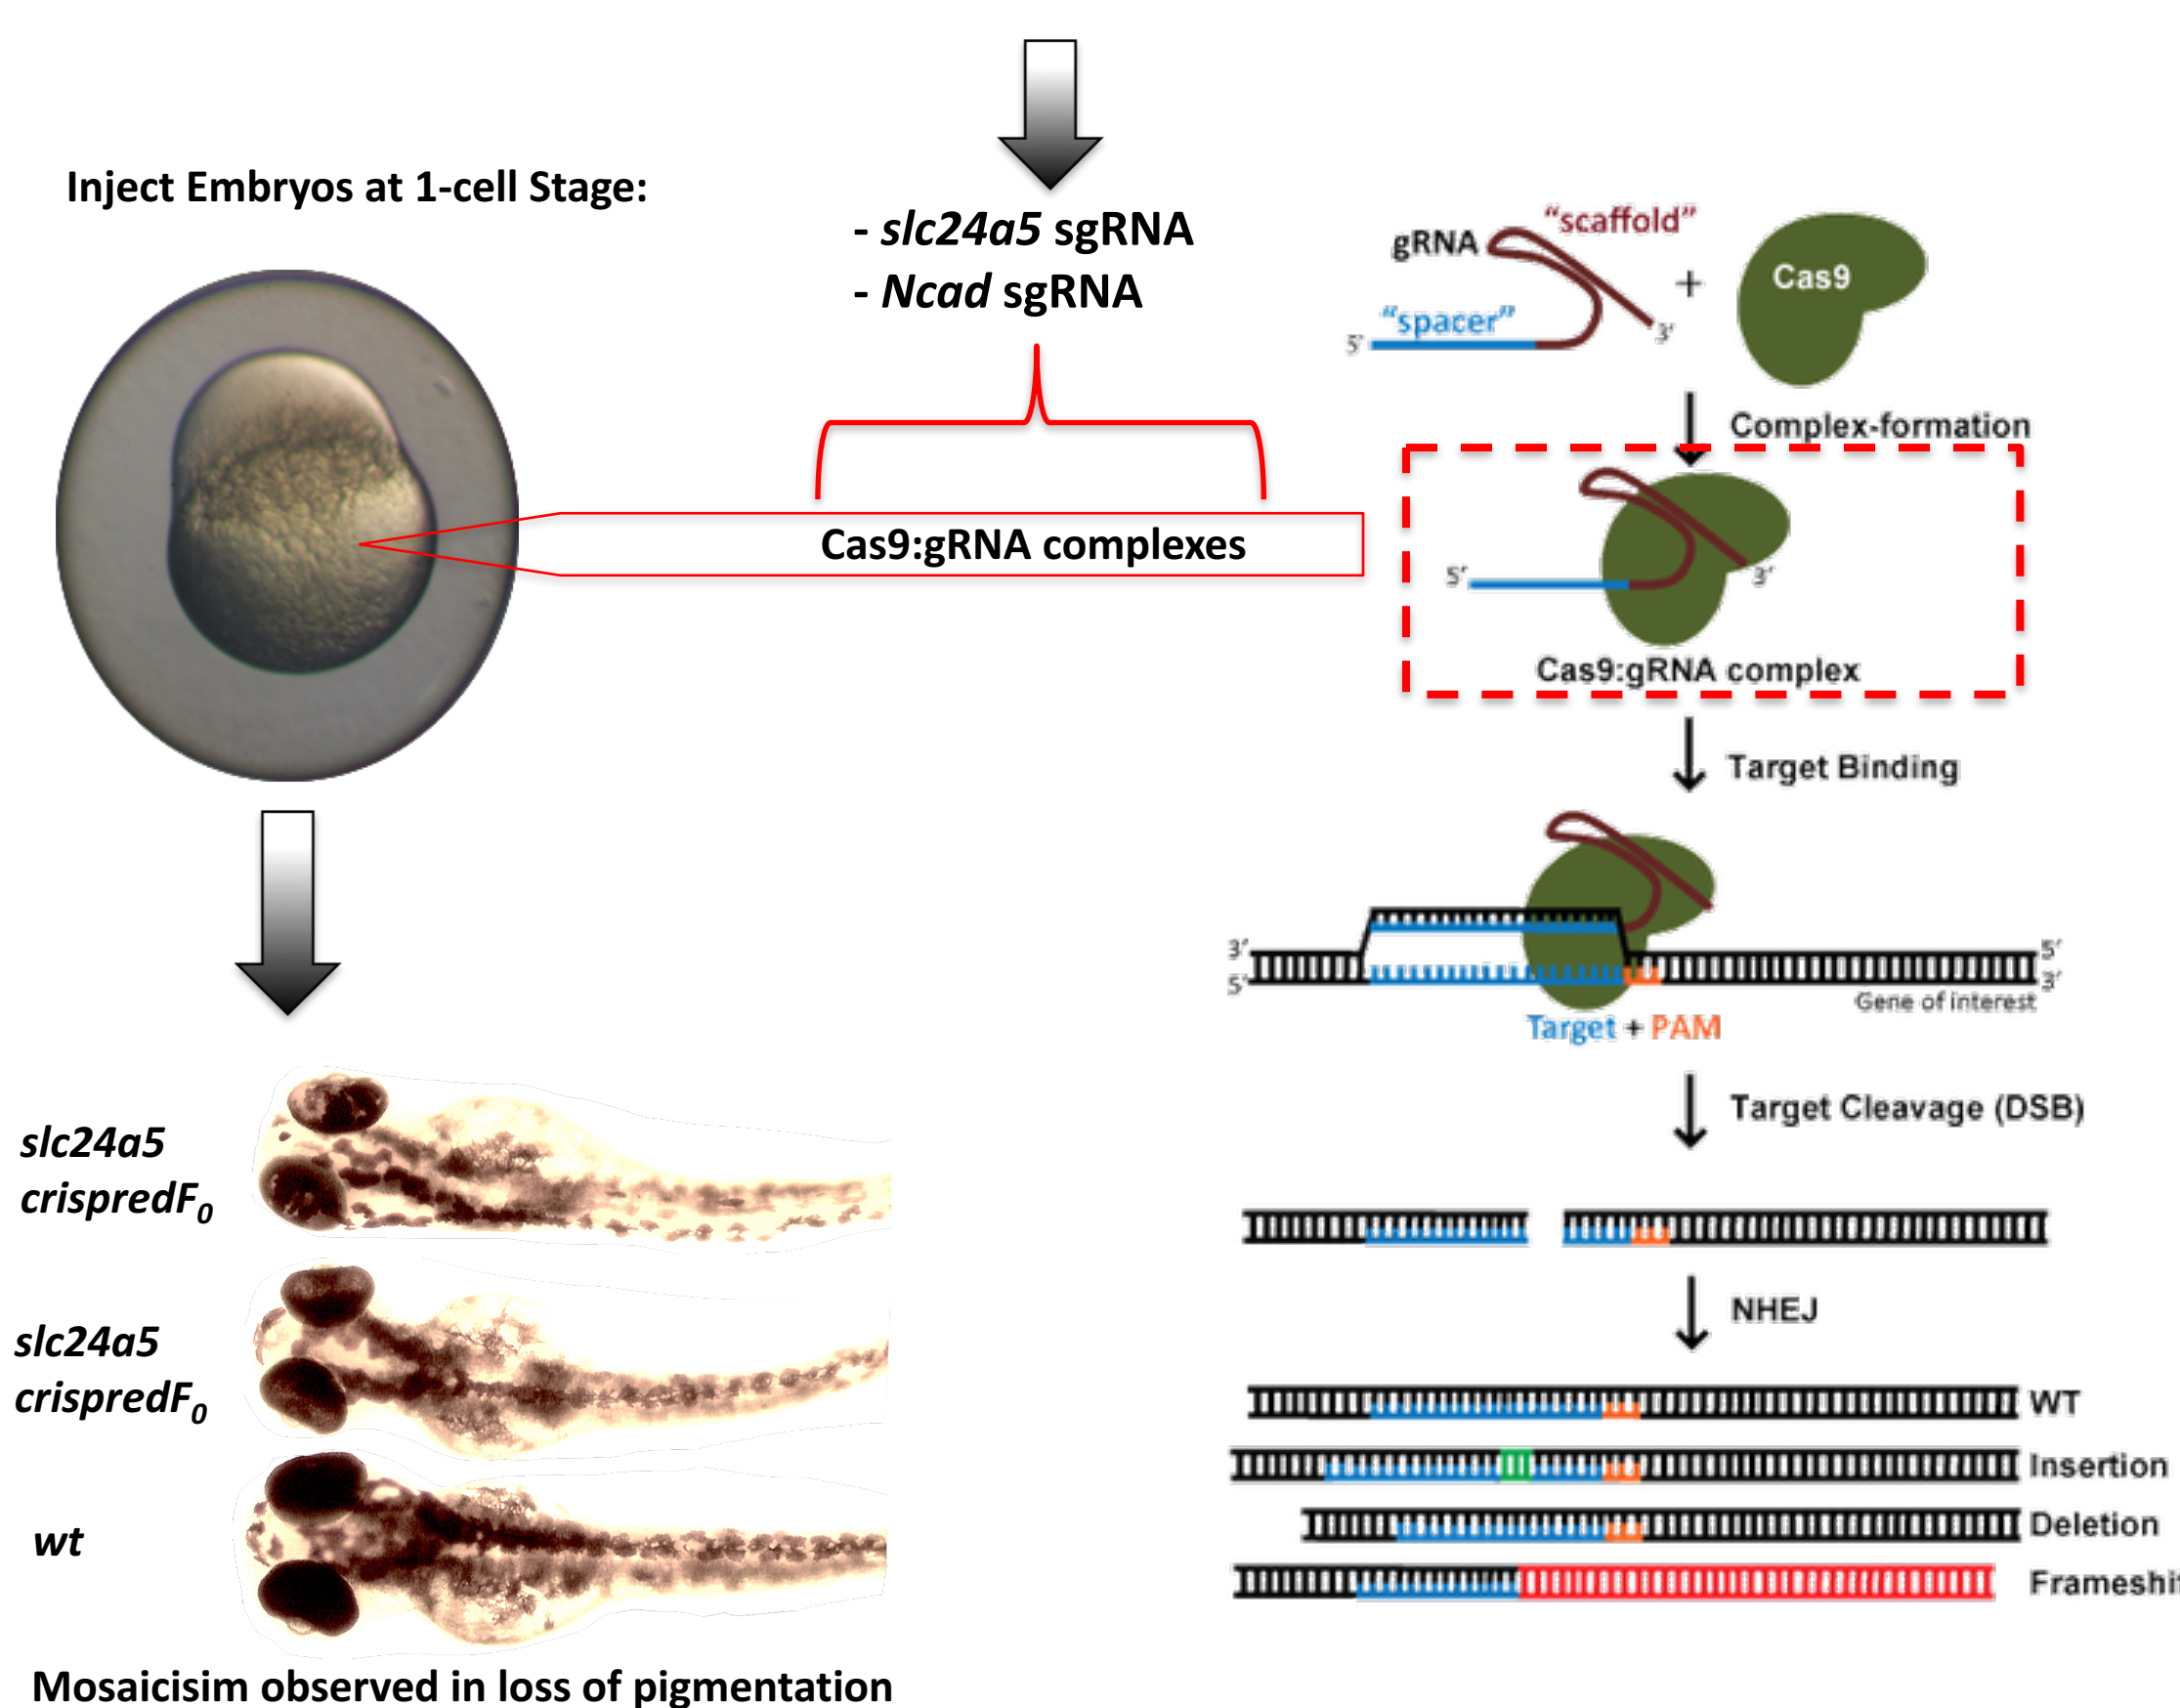 Inject Embryos at 1-cell Stage:
- slc24a5 sgRNA
- Ncad sgRNA
Cas9:gRNA complexes
gRNA
“scaffold”
“spacer”
5′
3′
+
Cas9
Complex-formation
5′
3′
Cas9:gRNA complex
Target Binding
3′
5′
5′
3′
Gene of interest
Target + PAM
Target Cleavage (DSB)
NHEJ
WT
Insertion
Deletion
Frameshif
slc24a5
crispredF0
slc24a5
crispredF0
wt
Mosaicisim observed in loss of pigmentation